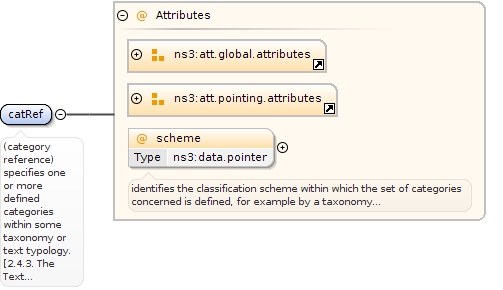 @ Attributes
ns3:att.global.attributes
ns3:att.pointing.attributes
@ scheme
Type ns3:data.pointer
identifies the classification scheme within which the set of categories
concerned is defined, for example by a taxonomy...
catRef
(category
reference)
specifies one
or more
defined
categories
within some
taxonomy or
text typology.
[2.4.3. The
Text...